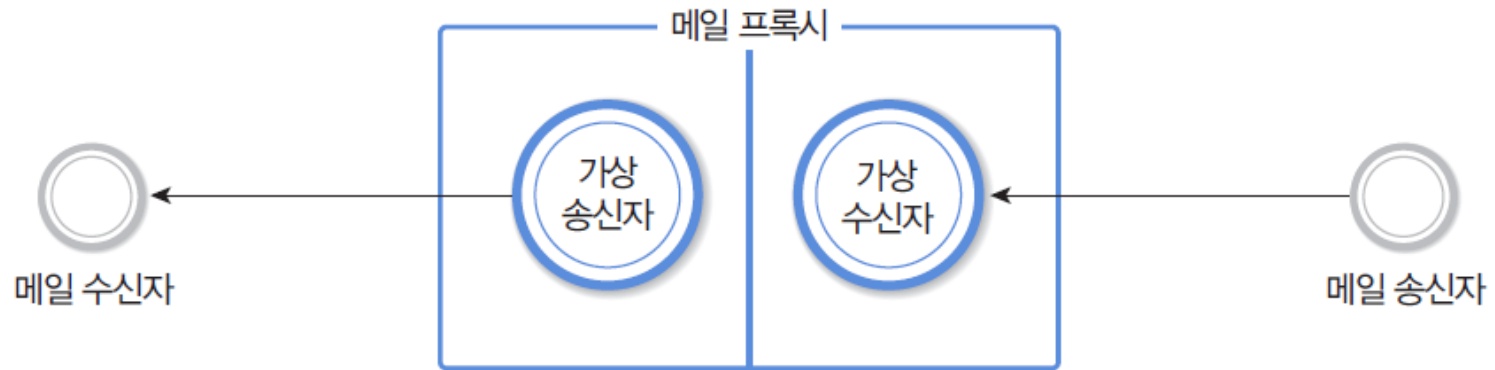 메일 프록시
가상
송신자
가상
수신자
메일 수신자
메일 송신자